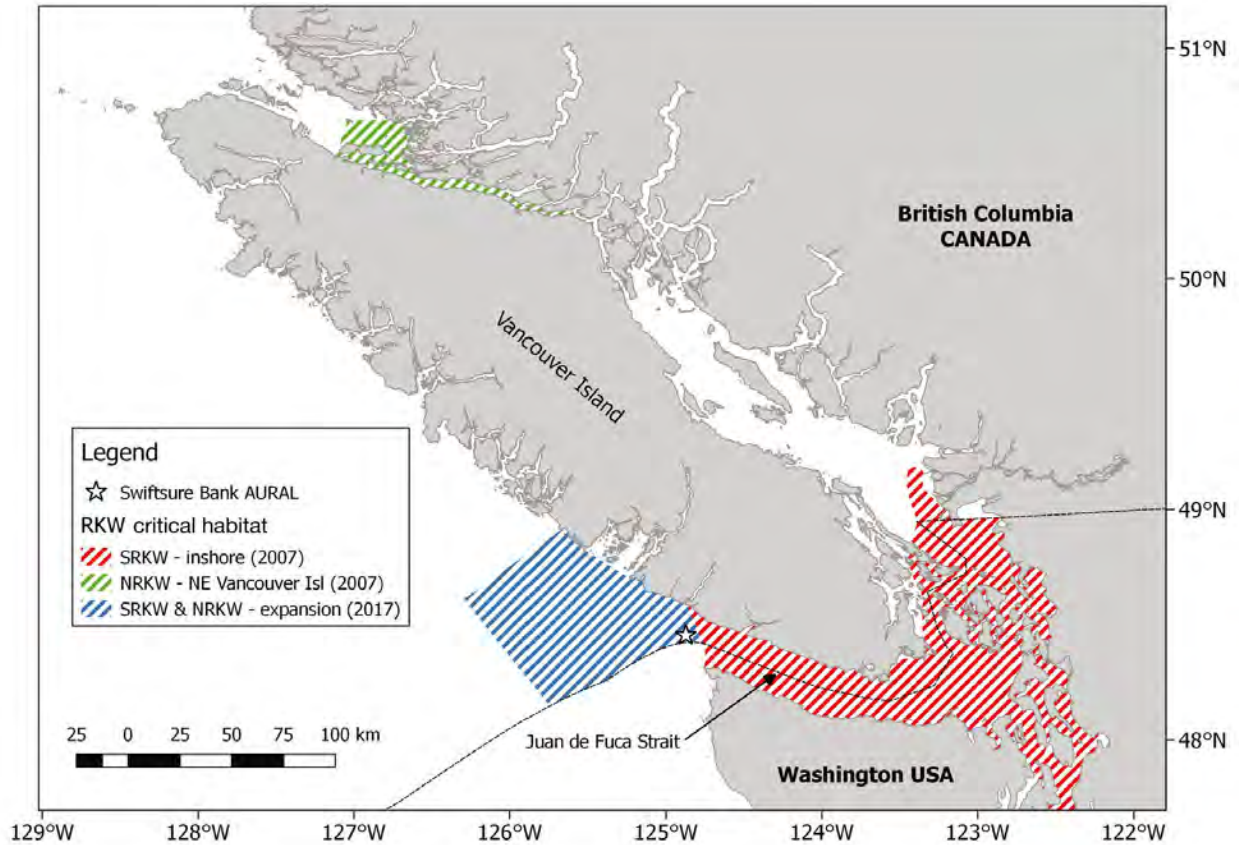 51°N
British Columbia
CANADA
50°N
Vancouver Island
Legend
Swiftsure Bank AURAL
RKW critical habitat
SRKW - inshore (2007)
NRKW - NE Vancouver Isl (2007)
SRKW & NRKW - expansion (2017)
49°N
25 0 25 50 75 100 km
Juan de Fuca Strait
48°N
Washington USA
129°W 128°W 127°W 126°W 125°W 124°W 123°W 122°W